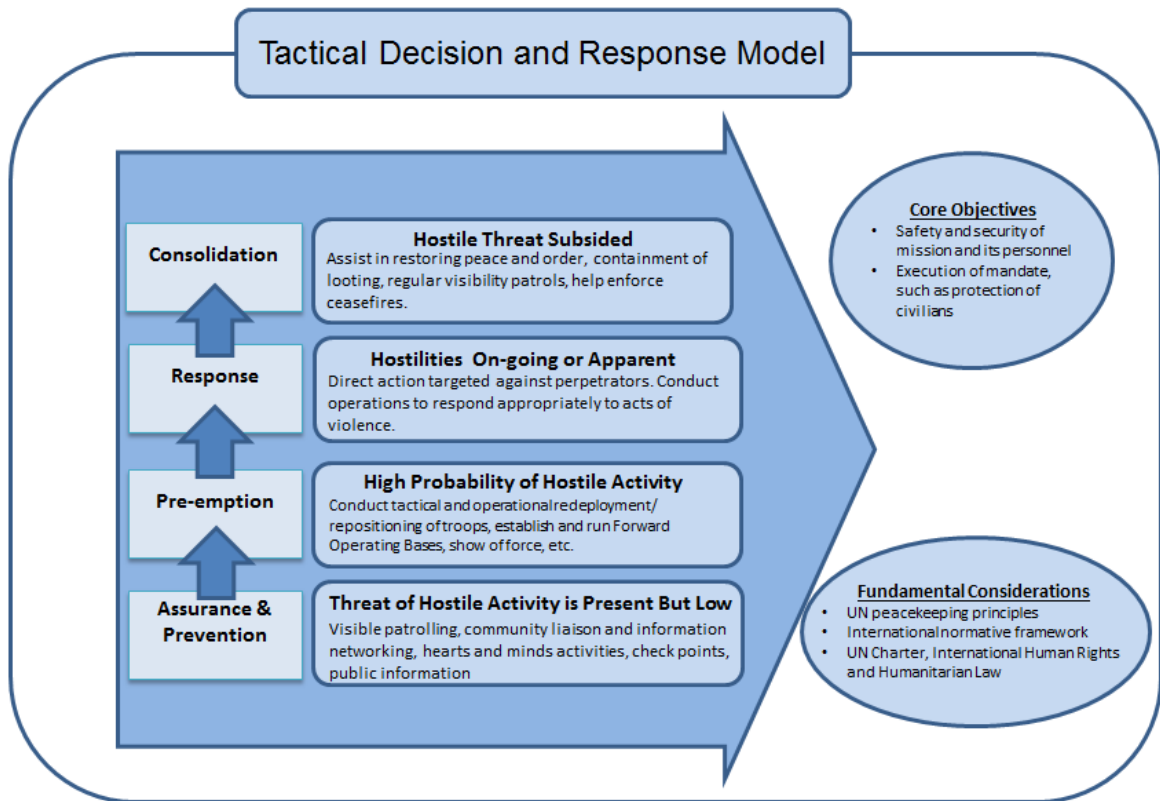 Tactical Decision and Response Model
Consolidation
Hostile Threat Subsided
Assist in restoring peace and order, containment of
looting, regular visibility patrols, help enforce
ceasefires.
Response
Hostilities On-going or Apparent
Direct action targeted against perpetrators. Conduct
operations to respond appropriately to acts of
violence.
Pre-emption
High Probability of Hostile Activity
Conduct tactical and operational redeployment/
repositioning of troops, establish and run Forward
Operating Bases, show of force, etc.
Assurance &
Prevention
Threat of Hostile Activity is Present But Low
Visible patrolling, community liaison and information
networking, hearts and minds activities, check points,
public information
Core Objectives
• Safety and security of
mission and its personnel
• Execution of mandate,
such as protection of
civilians
Fundamental Considerations
• UN peacekeeping principles
• International normative framework
• UN Charter, International Human Rights
and Humanitarian Law